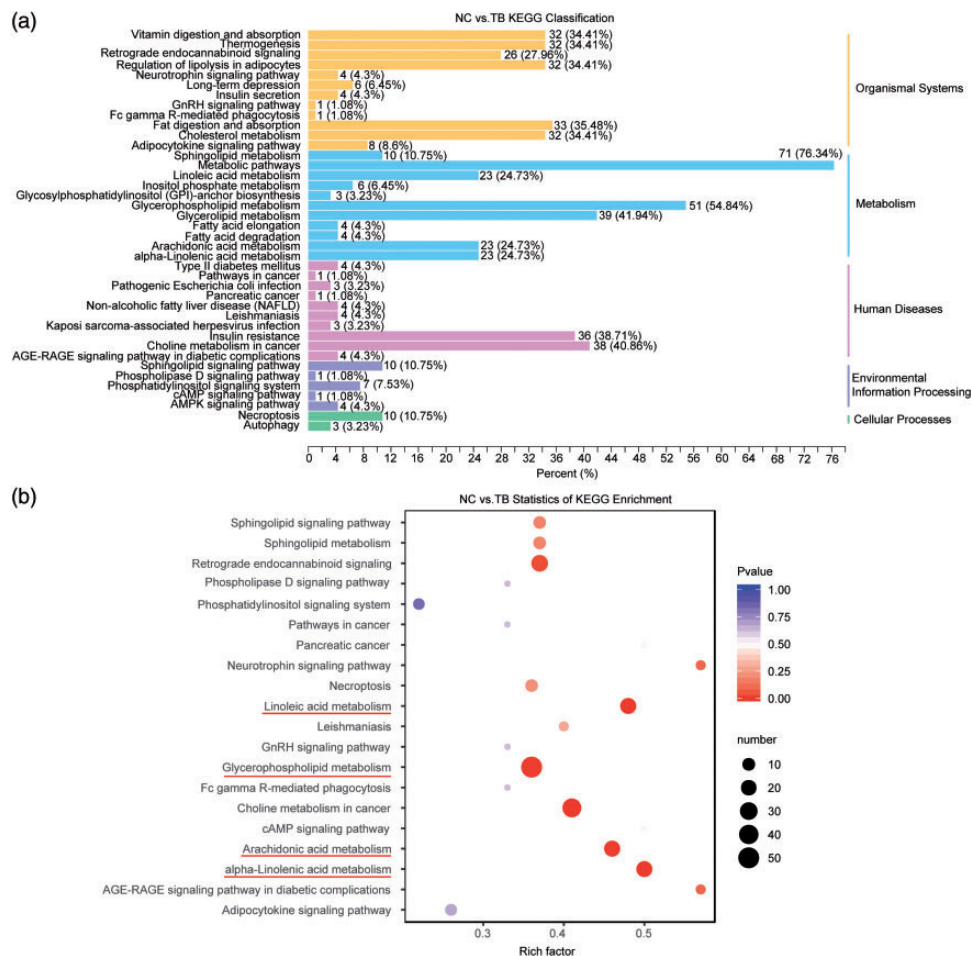 (a)
NC vs.TB KEGG Classification
Vitamin digestion and absorption 32 (34.41%)
Thermogenesis 32 (34.41%)
Retrograde endocannabinoid signaling 26 (27.96%)
Regulation of lipolysis in adipocytes 32 (34.41%)
Neurotrophin signaling pathway 4 (4.3%)
Long-term depression 6 (6.45%)
Insulin secretion 4 (4.3%)
GnRH signaling pathway 1 (1.08%)
Fc gamma R-mediated phagocytosis 1 (1.08%)
Fat digestion and absorption 33 (35.48%)
Cholesterol metabolism 32 (34.41%)
Adipocytokine signaling pathway 8 (8.6%)
Organismal Systems
Sphingolipid metabolism 10 (10.75%)
Metabolic pathways 71 (76.34%)
Linoleic acid metabolism 23 (24.73%)
Inositol phosphate metabolism 6 (6.45%)
Glycosylphosphatidylinositol (GPI)-anchor biosynthesis 3 (3.23%)
Glycerophospholipid metabolism 51 (54.84%)
Glycerolipid metabolism 39 (41.94%)
Fatty acid elongation 4 (4.3%)
Fatty acid degradation 4 (4.3%)
Arachidonic acid metabolism 23 (24.73%)
alpha-Linolenic acid metabolism 23 (24.73%)
Metabolism
Type II diabetes mellitus 4 (4.3%)
Pathways in cancer 1 (1.08%)
Pathogenic Escherichia coli infection 3 (3.23%)
Pancreatic cancer 1 (1.08%)
Non-alcoholic fatty liver disease (NAFLD) 4 (4.3%)
Leishmaniasis 4 (4.3%)
Kaposi sarcoma-associated herpesvirus infection 3 (3.23%)
Insulin resistance 36 (38.71%)
Choline metabolism in cancer 38 (40.86%)
AGE-RAGE signaling pathway in diabetic complications 4 (4.3%)
Human Diseases
Sphingolipid signaling pathway 10 (10.75%)
Phospholipase D signaling pathway 1 (1.08%)
Phosphatidylinositol signaling system 7 (7.53%)
cAMP signaling pathway 1 (1.08%)
AMPK signaling pathway 4 (4.3%)
Environmental
Information Processing
Necroptosis 10 (10.75%)
Autophagy 3 (3.23%)
Cellular Processes
0 4 8 12 16 20 24 28 32 36 40 44 48 52 56 60 64 68 72 76
Percent (%)
(b)
NC vs.TB Statistics of KEGG Enrichment
Sphingolipid signaling pathway
Sphingolipid metabolism
Retrograde endocannabinoid signaling
Phospholipase D signaling pathway
Phosphatidylinositol signaling system
Pathways in cancer
Pancreatic cancer
Neurotrophin signaling pathway
Necroptosis
Linoleic acid metabolism
Leishmaniasis
GnRH signaling pathway
Glycerophospholipid metabolism
Fc gamma R-mediated phagocytosis
Choline metabolism in cancer
cAMP signaling pathway
Arachidonic acid metabolism
alpha-Linolenic acid metabolism
AGE-RAGE signaling pathway in diabetic complications
Adipocytokine signaling pathway
0.3 0.4 0.5
Rich factor
Pvalue
1.00
0.75
0.50
0.25
0.00
number
10
20
30
40
50